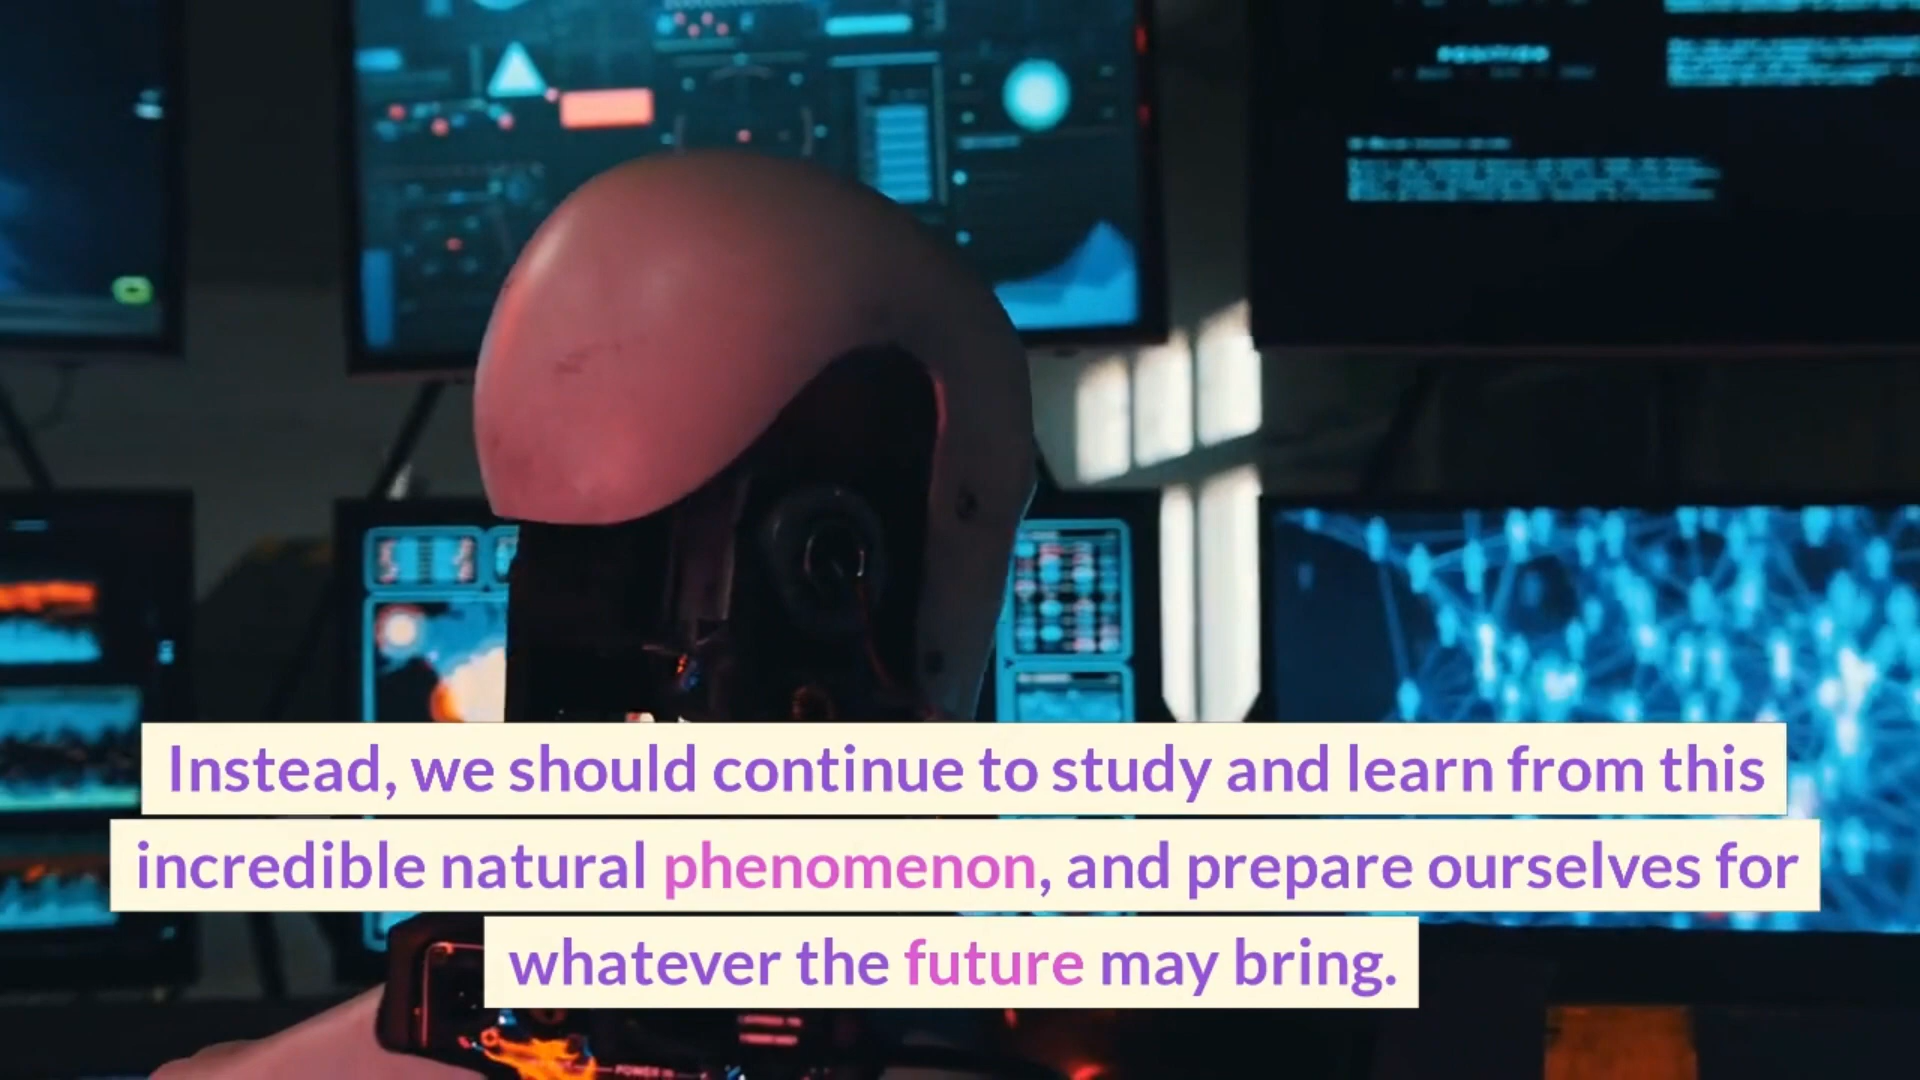 Instead, we should continue to study and learn from this
incredible natural phenomenon, and prepare ourselves for
whatever the future may bring.
POWER